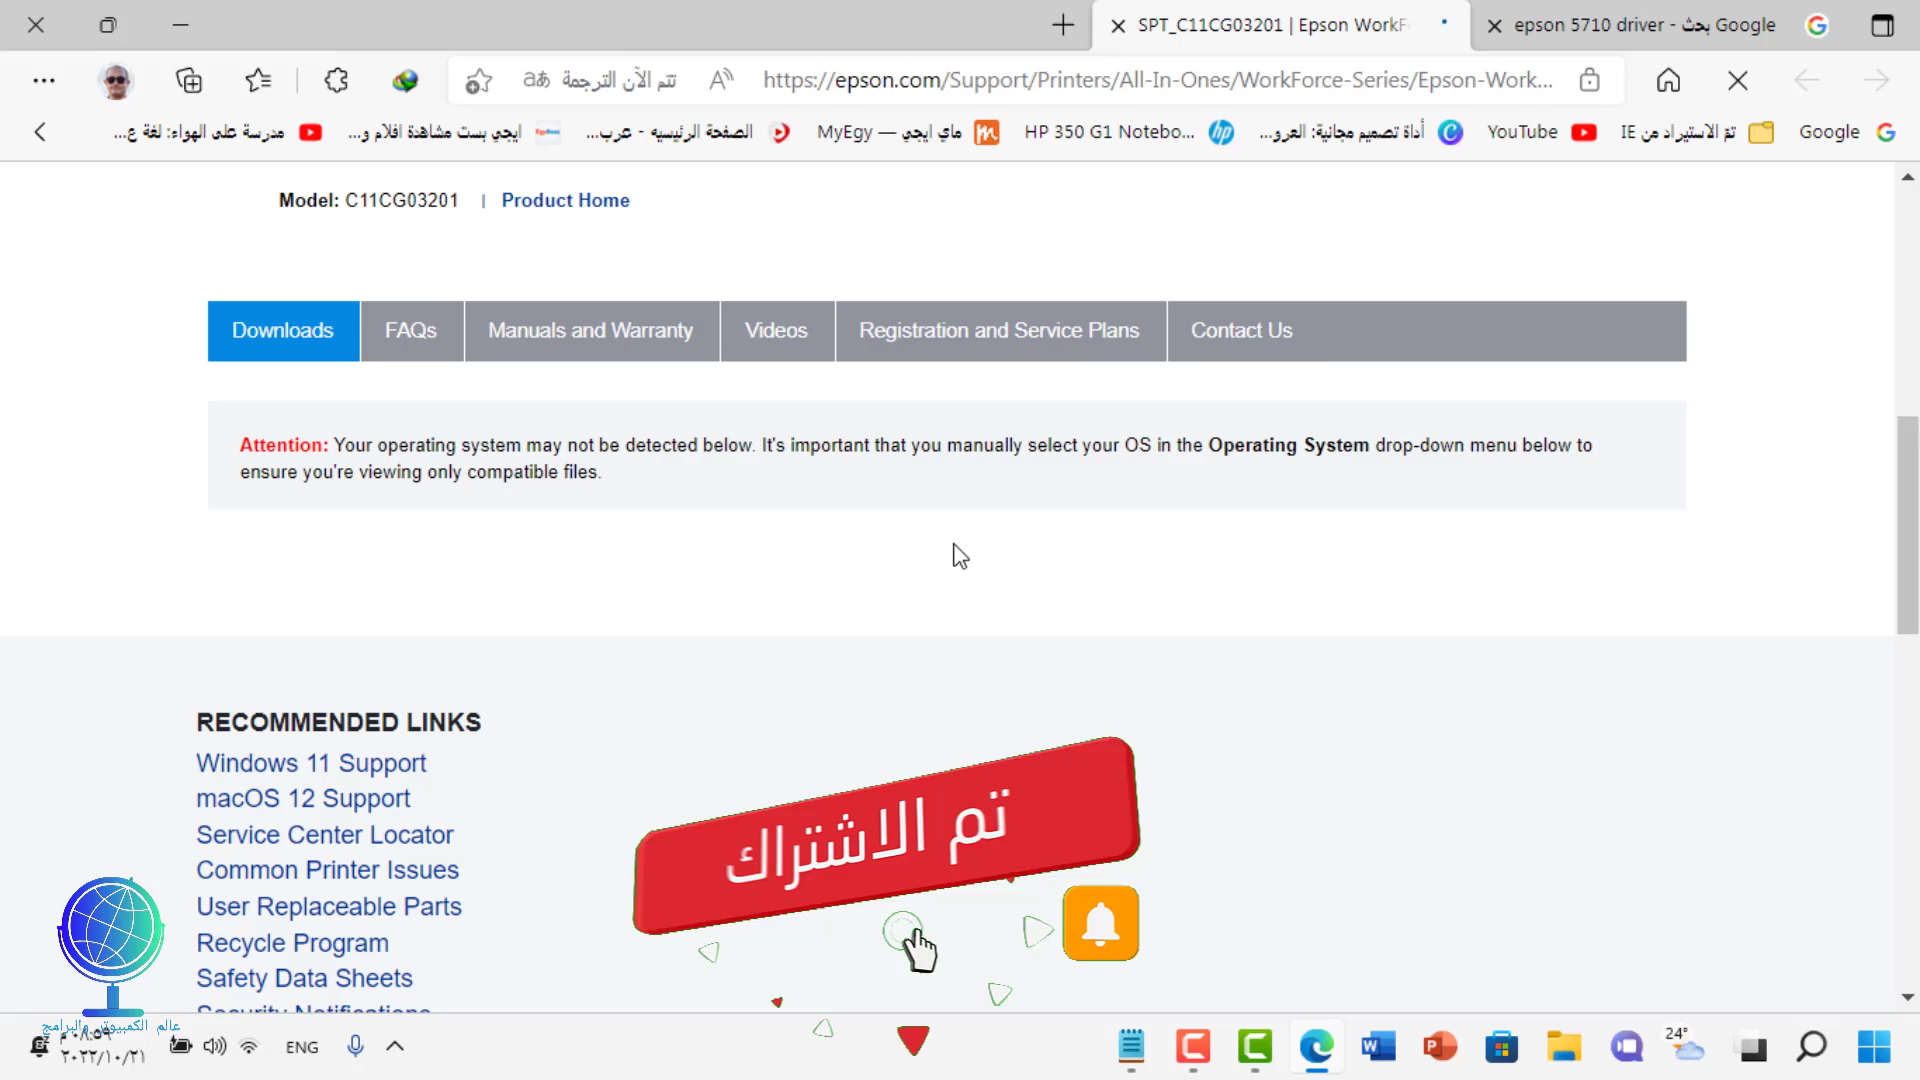 SPT_C11CG03201 | Epson WorkF
epson 5710 driver - بحث Google
تتم الآن الترجمة
https://epson.com/Support/Printers/All-In-Ones/WorkForce-Series/Epson-Work...
مدرسة على الهواء: لغة ع...
ايجي بست مشاهدة افلام و...
الصفحة الرئيسيه - عرب...
MyEgy — ماي ايجي
HP 350 G1 Notebo...
أداة تصميم مجانية: العرو...
YouTube
تم الاستيراد من IE
Google
Model: C11CG03201 | Product Home
Downloads
FAQs
Manuals and Warranty
Videos
Registration and Service Plans
Contact Us
Attention: Your operating system may not be detected below. It's important that you manually select your OS in the Operating System drop-down menu below to
ensure you're viewing only compatible files.
RECOMMENDED LINKS
Windows 11 Support
macOS 12 Support
Service Center Locator
Common Printer Issues
User Replaceable Parts
Recycle Program
Safety Data Sheets
Security Notifications
تم الاشتراك
عالم الكمبيوتر والبرامج
٠٨:٥٩ م
٢٠٢٢/١٠/٢١
ENG
24°